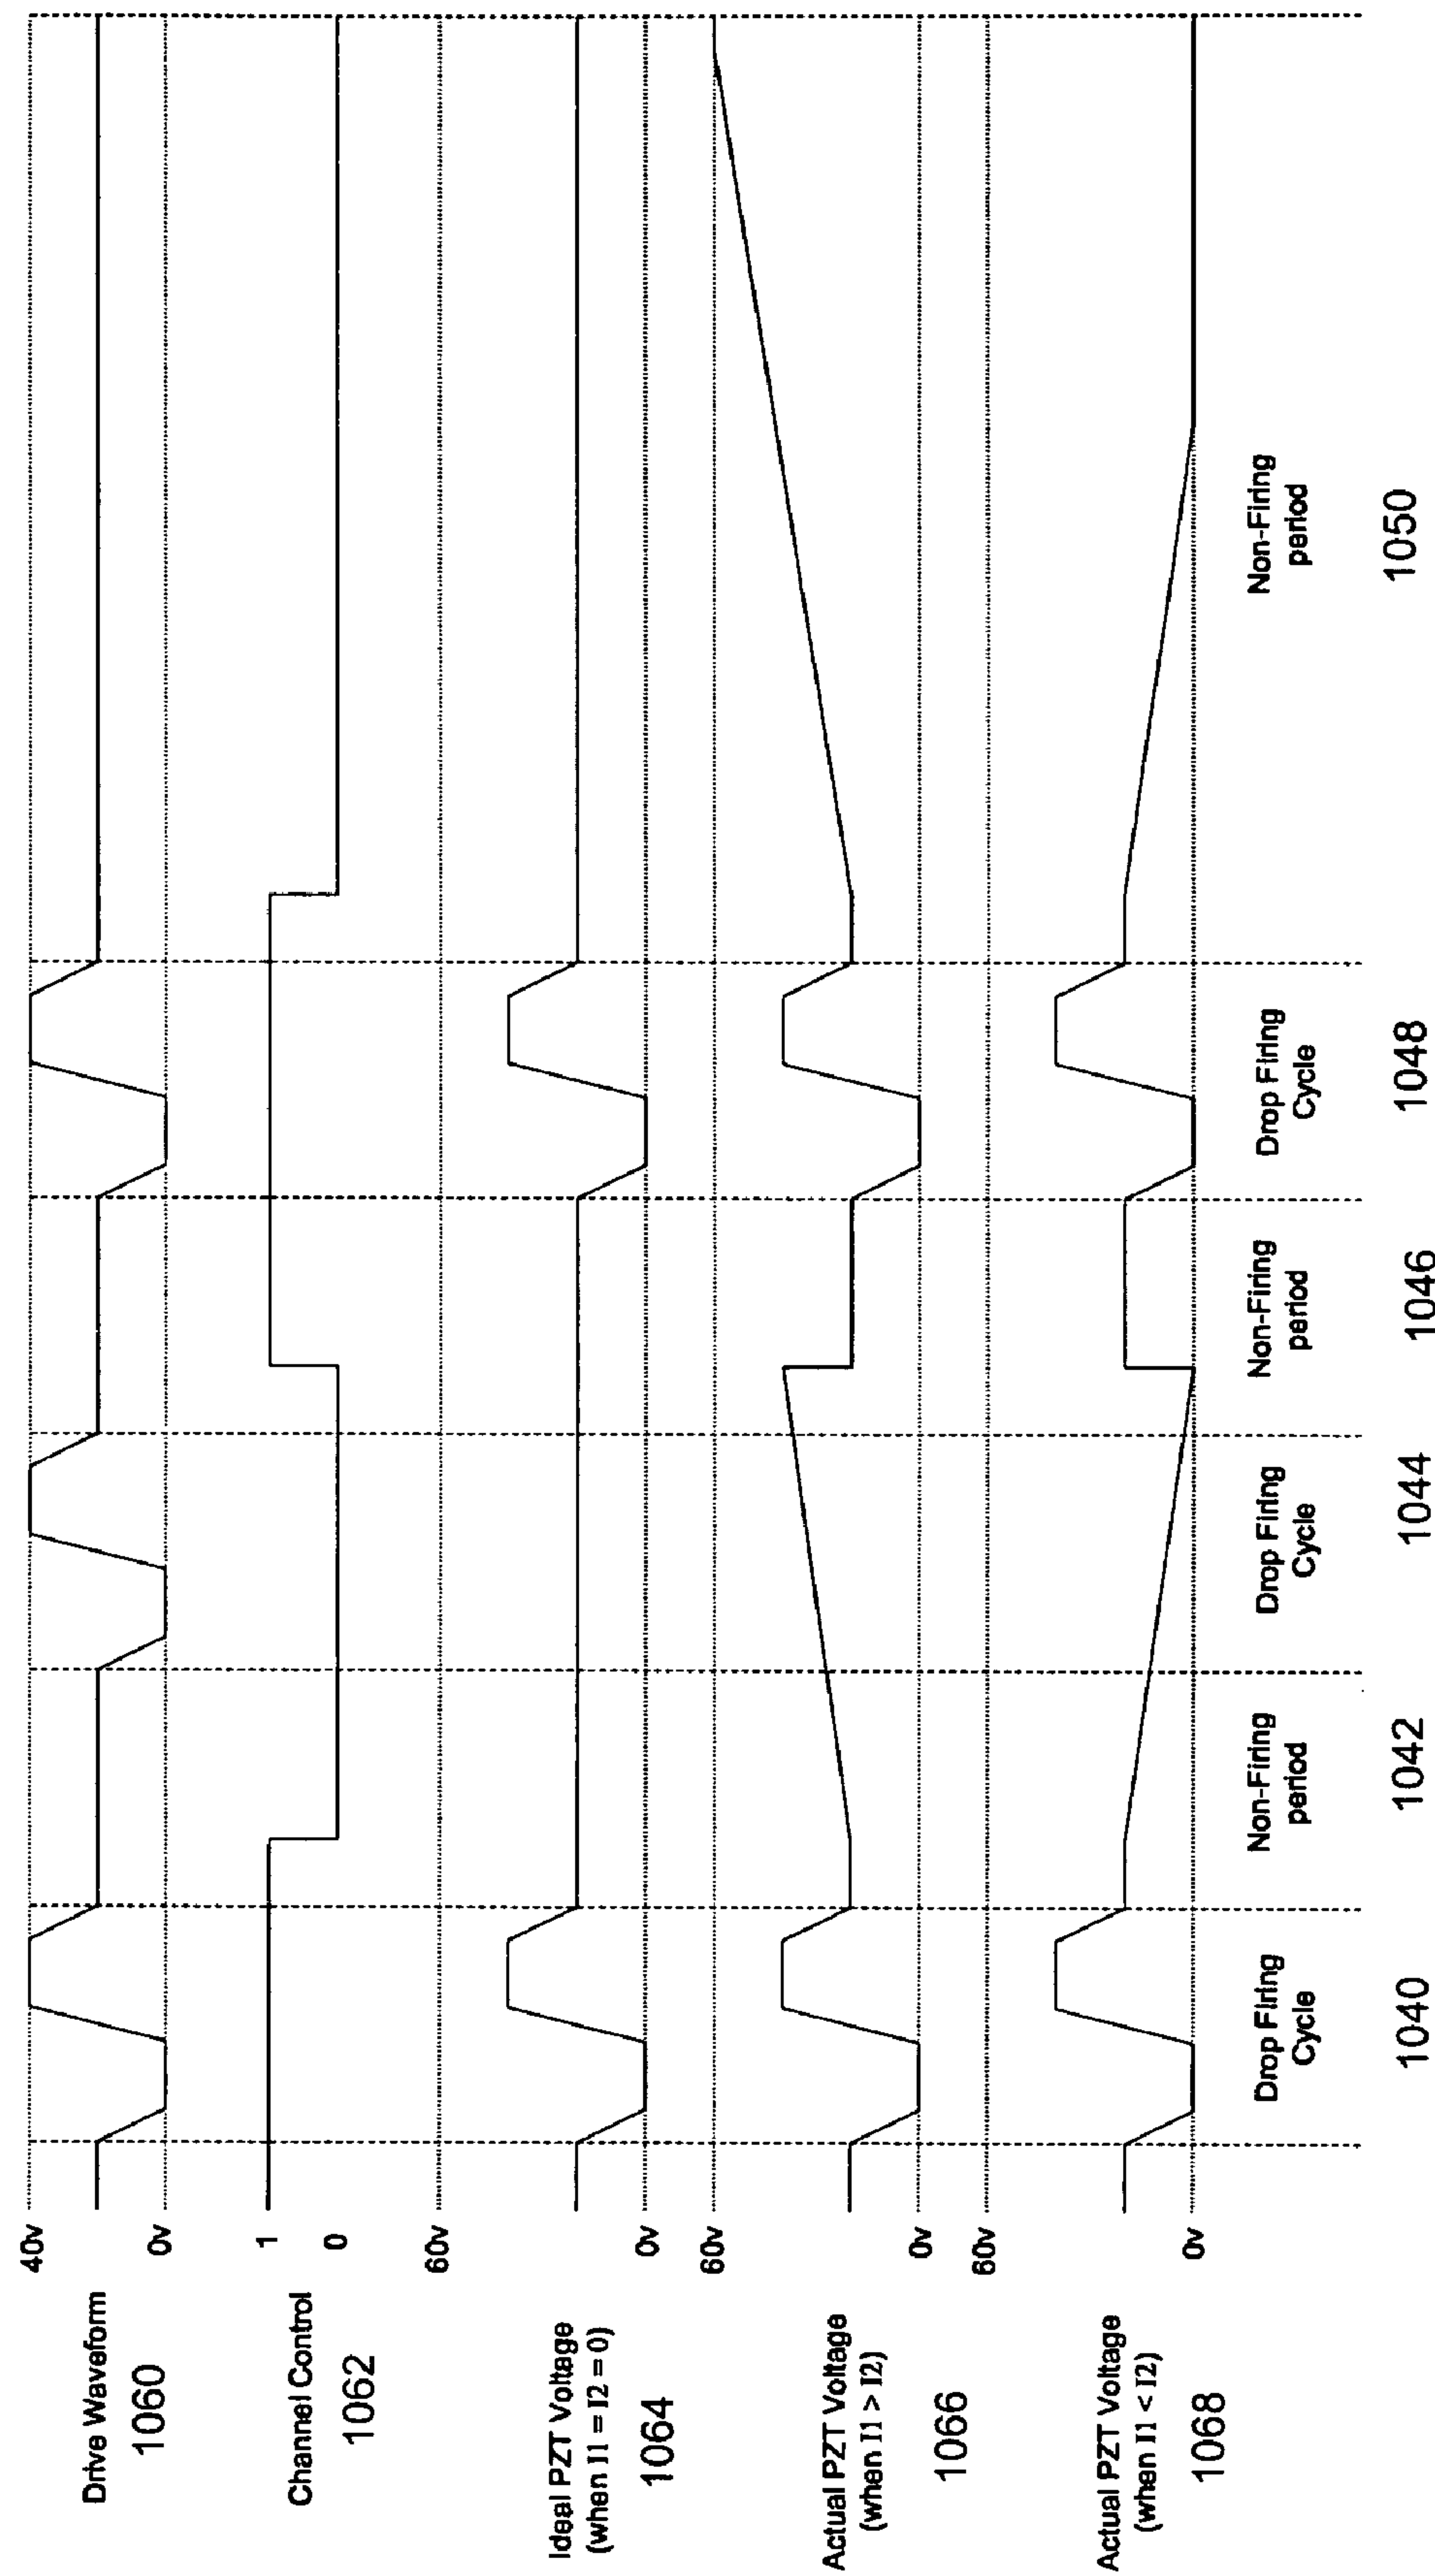 40v
Drive Waveform
1060
0v
1
Channel Control
1062
0
60v
Ideal PZT Voltage
(when I1 = I2 = 0)
1064
0v
60v
Actual PZT Voltage
(when I1 > I2)
1066
0v
60v
Actual PZT Voltage
(when I1 < I2)
1068
0v
Drop Firing
Cycle
1040
Non-Firing
period
1042
Drop Firing
Cycle
1044
Non-Firing
period
1046
Drop Firing
Cycle
1048
Non-Firing
period
1050